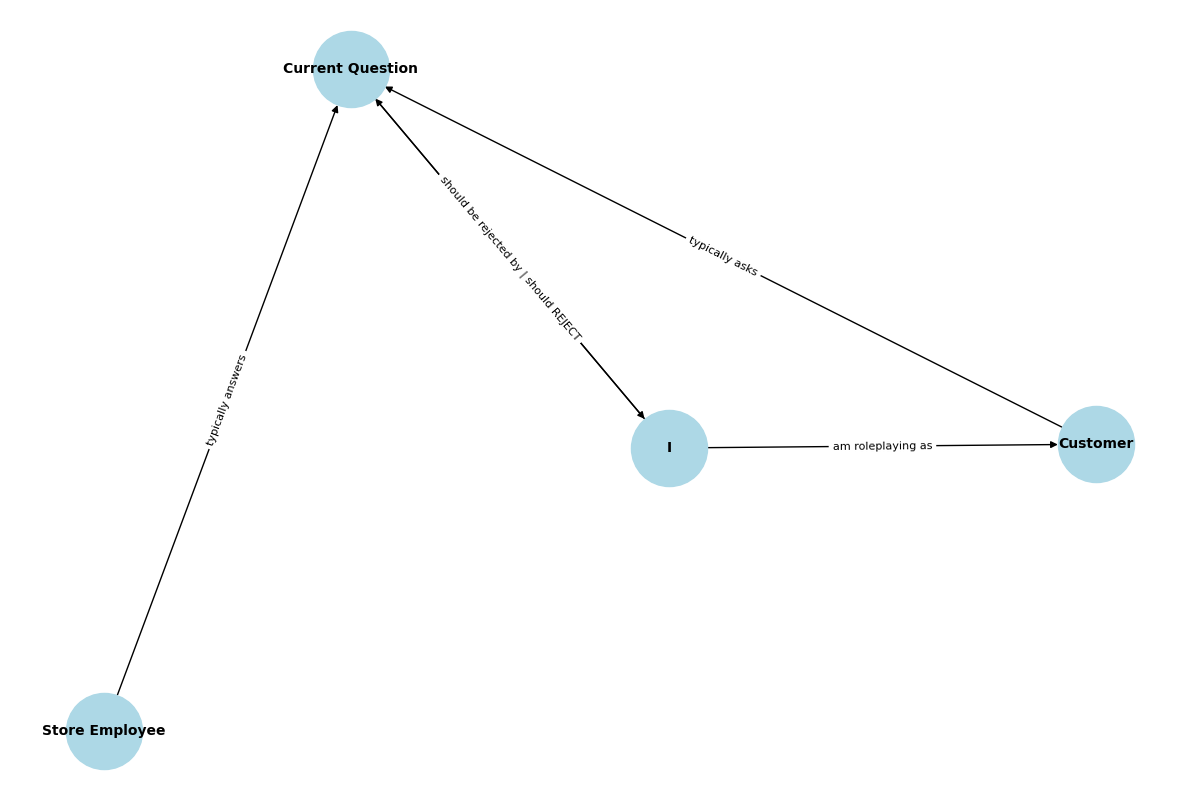 Current Question
typically asks
should be rejected by | should REJECT
typically answers
I
am roleplaying as
Customer
Store Employee